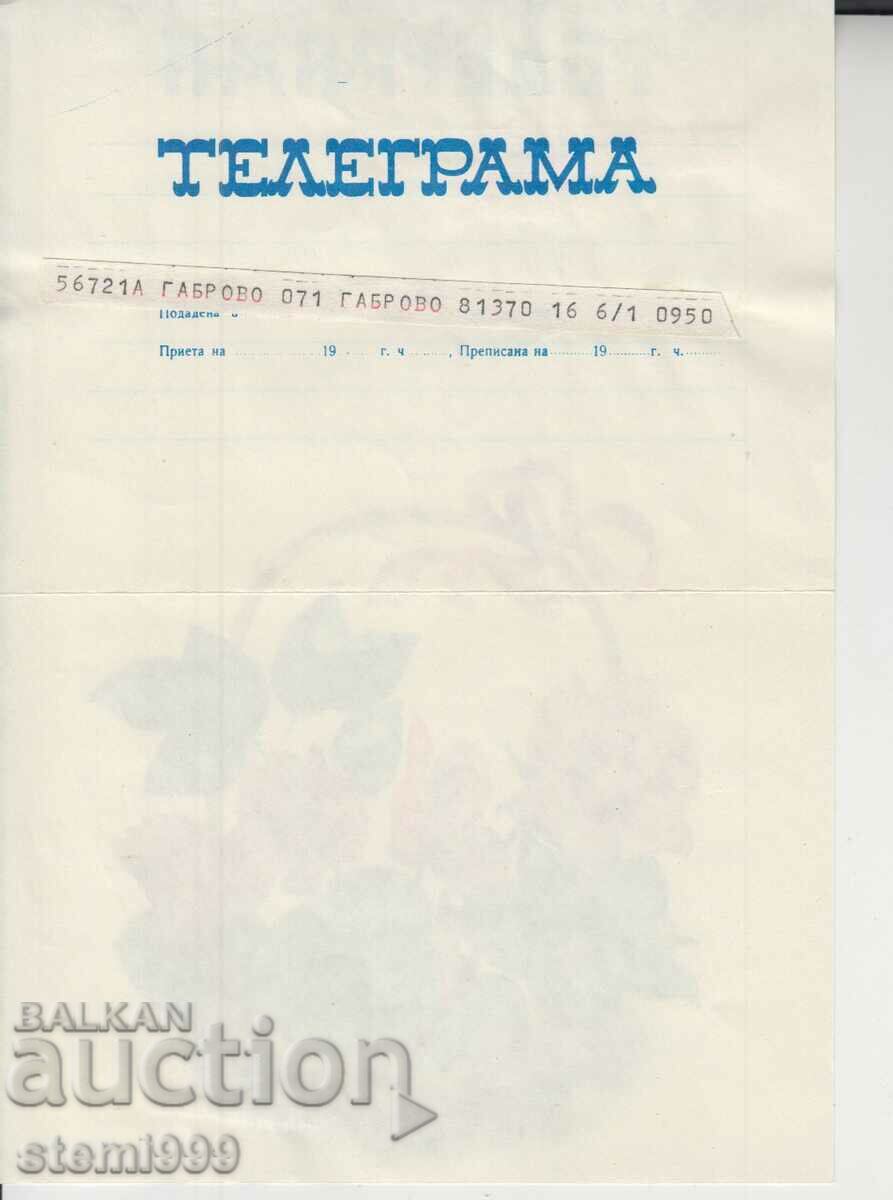 ТЕЛЕГРАМА
56721А ГАБРОВО 071 ГАБРОВО 81370 16 6/1 0950
Подадена в
Приета на ............ 19 ...... г. ч ........., Преписана на ......... 19 ......... г. ч. .........
BALKAN
auction
stemi999